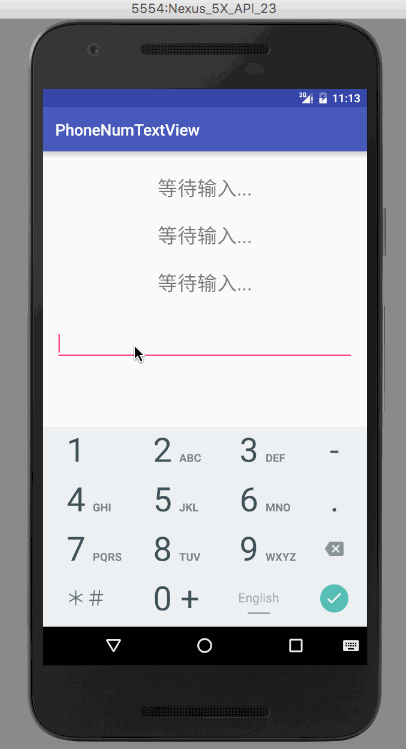 5554:Nexus_5X_API_23
3G 11:13
PhoneNumTextView
等待输入...
等待输入...
等待输入...
1 2 ABC 3 DEF -
4 GHI 5 JKL 6 MNO .
7 PQRS 8 TUV 9 WXYZ
*# 0 + English